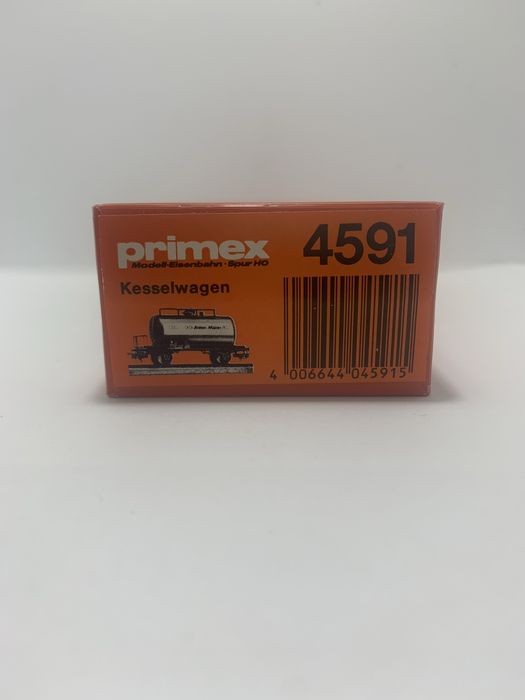 primex
Modell-Eisenbahn · Spur HO
4591
Kesselwagen
4 006644 045915